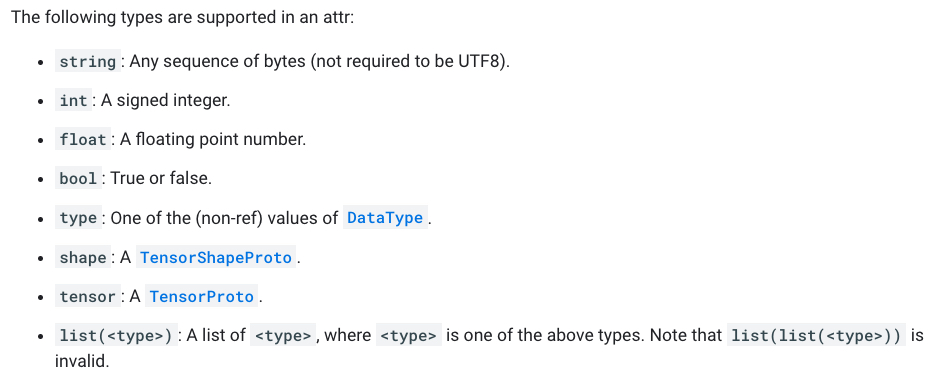 The following types are supported in an attr:
• string: Any sequence of bytes (not required to be UTF8).
• int: A signed integer.
• float: A floating point number.
• bool: True or false.
• type: One of the (non-ref) values of DataType.
• shape: A TensorShapeProto.
• tensor: A TensorProto.
• list(<type>): A list of <type>, where <type> is one of the above types. Note that list(list(<type>)) is
invalid.